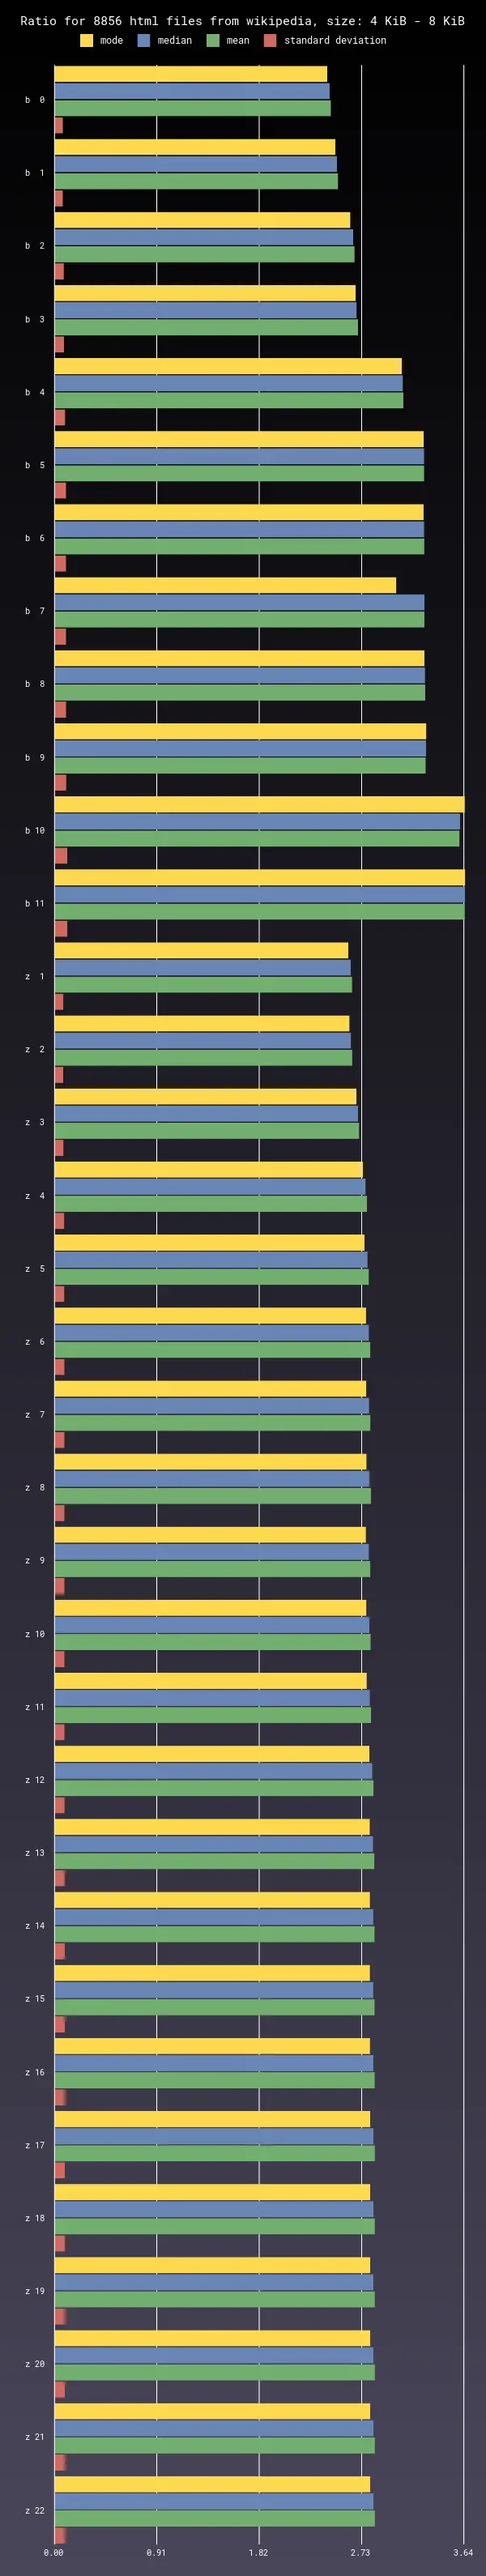 Ratio for 8856 html files from wikipedia, size: 4 KiB - 8 KiB
mode median mean standard deviation
b 0
b 1
b 2
b 3
b 4
b 5
b 6
b 7
b 8
b 9
b 10
b 11
z 1
z 2
z 3
z 4
z 5
z 6
z 7
z 8
z 9
z 10
z 11
z 12
z 13
z 14
z 15
z 16
z 17
z 18
z 19
z 20
z 21
z 22
0.00 0.91 1.82 2.73 3.64